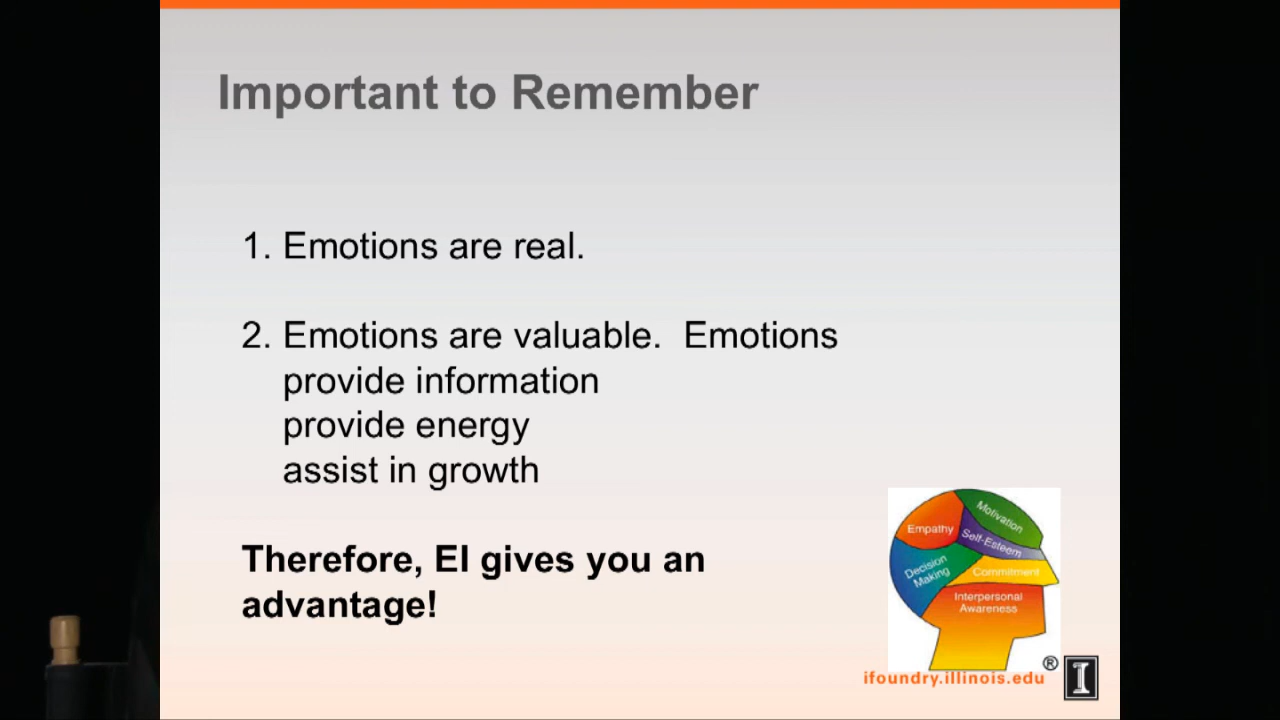 Important to Remember
1. Emotions are real.
2. Emotions are valuable.  Emotions
provide information
provide energy
assist in growth
Therefore, EI gives you an
advantage!
Motivation
Empathy
Self-Esteem
Decision
Making
Commitment
Interpersonal
Awareness
®
ifoundry.illinois.edu
I